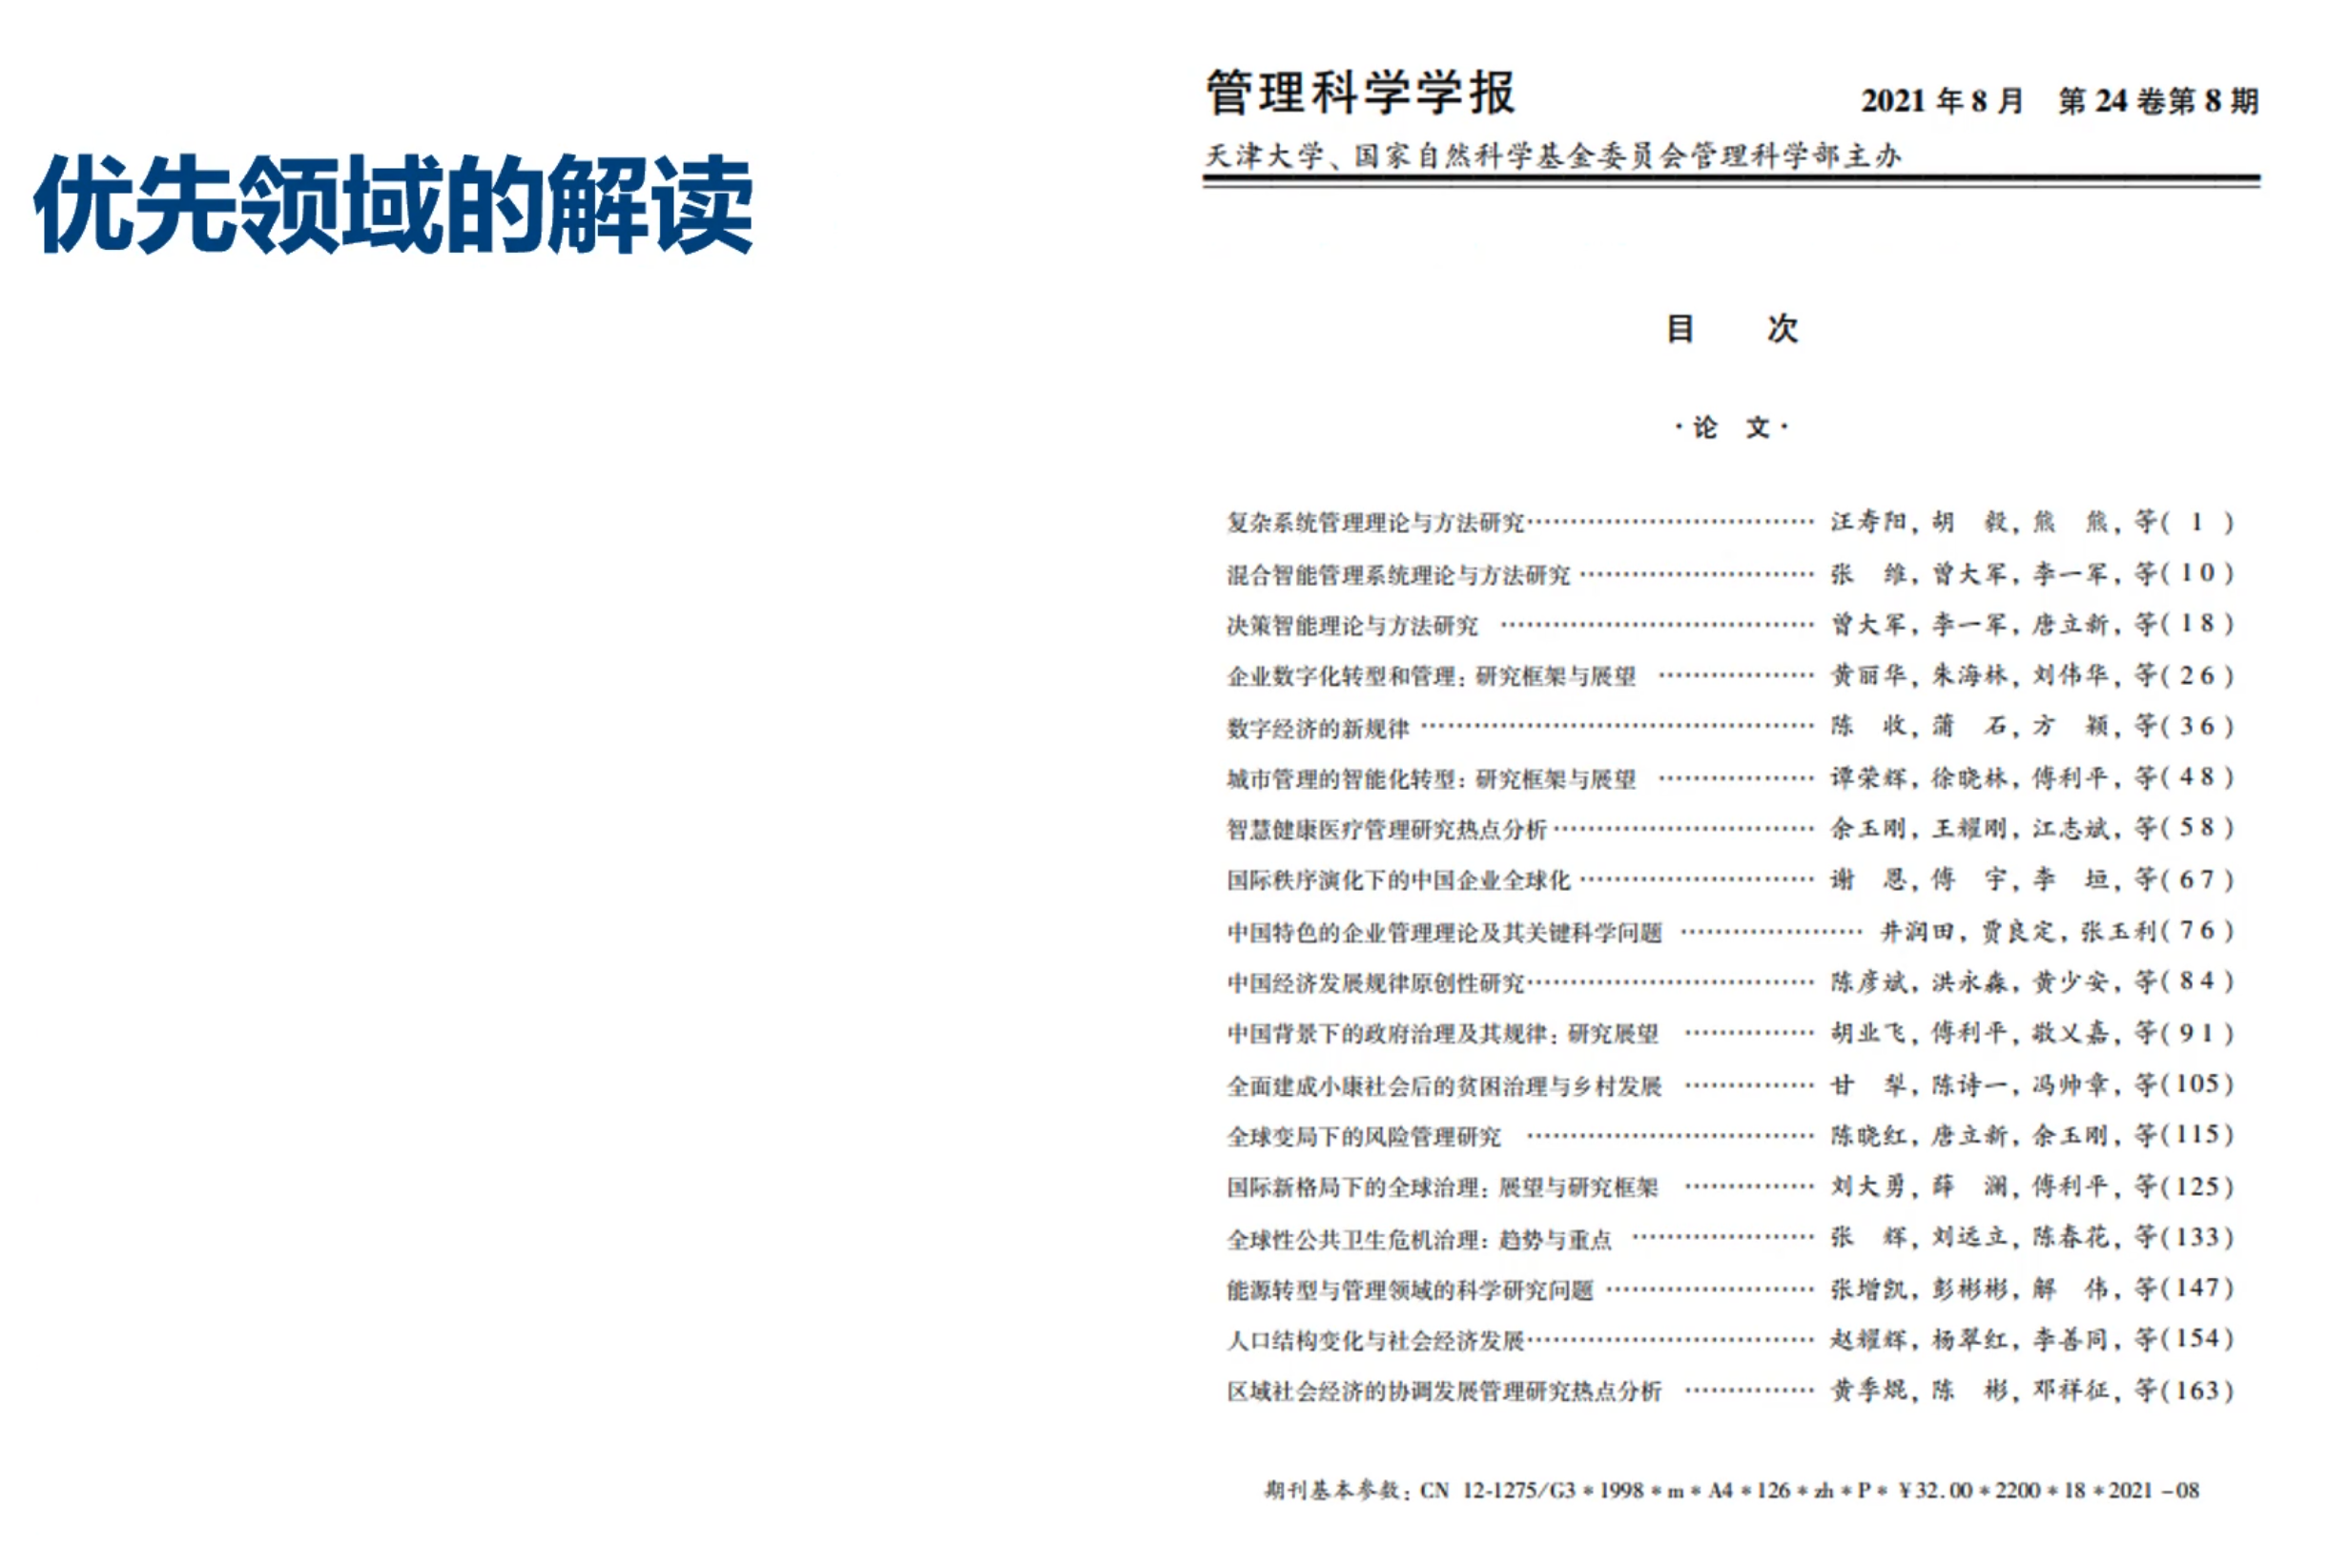 优先领域的解读
管理科学学报 2021年8月 第24卷第8期
天津大学、国家自然科学基金委员会管理科学部主办
目 次
·论 文·
复杂系统管理理论与方法研究………………………… 汪寿阳,胡 毅,熊 熊,等( 1 )
混合智能管理系统理论与方法研究 …………………… 张 维,曾大军,李一军,等(10)
决策智能理论与方法研究 …………………………… 曾大军,李一军,唐立新,等(18)
企业数字化转型和管理:研究框架与展望 …………… 黄丽华,朱海林,刘伟华,等(26)
数字经济的新规律 …………………………………… 陈 收,蒲 石,方 颖,等(36)
城市管理的智能化转型:研究框架与展望 …………… 谭荣辉,徐晓林,傅利平,等(48)
智慧健康医疗管理研究热点分析……………………… 余玉刚,王耀刚,江志斌,等(58)
国际秩序演化下的中国企业全球化 …………………… 谢 恩,傅 宇,李 垣,等(67)
中国特色的企业管理理论及其关键科学问题 ………………… 井润田,贾良定,张玉利(76)
中国经济发展规律原创性研究………………………… 陈彦斌,洪永淼,黄少安,等(84)
中国背景下的政府治理及其规律:研究展望 ………… 胡业飞,傅利平,敬乂嘉,等(91)
全面建成小康社会后的贫困治理与乡村发展 ………… 甘 犁,陈诗一,冯帅章,等(105)
全球变局下的风险管理研究 ………………………… 陈晓红,唐立新,余玉刚,等(115)
国际新格局下的全球治理:展望与研究框架 ………… 刘大勇,薛 澜,傅利平,等(125)
全球性公共卫生危机治理:趋势与重点 ……………… 张 辉,刘远立,陈春花,等(133)
能源转型与管理领域的科学研究问题 ………………… 张增凯,彭彬彬,解 伟,等(147)
人口结构变化与社会经济发展………………………… 赵耀辉,杨翠红,李善同,等(154)
区域社会经济的协调发展管理研究热点分析 ………… 黄季焜,陈 彬,邓祥征,等(163)
期刊基本参数:CN 12-1275/G3*1998*m*A4*126*zh*P*￥32.00*2200*18*2021-08